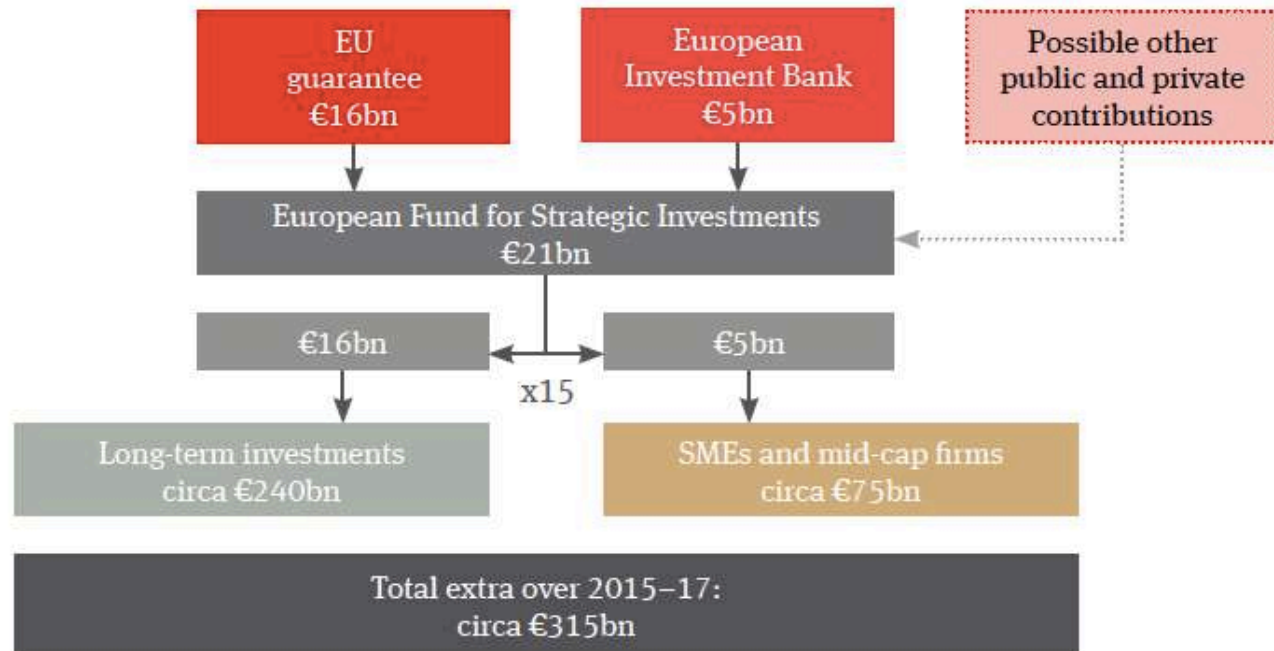 EU
guarantee
€16bn
European
Investment Bank
€5bn
Possible other
public and private
contributions
European Fund for Strategic Investments
€21bn
€16bn
€5bn
x15
Long-term investments
circa €240bn
SMEs and mid-cap firms
circa €75bn
Total extra over 2015–17:
circa €315bn